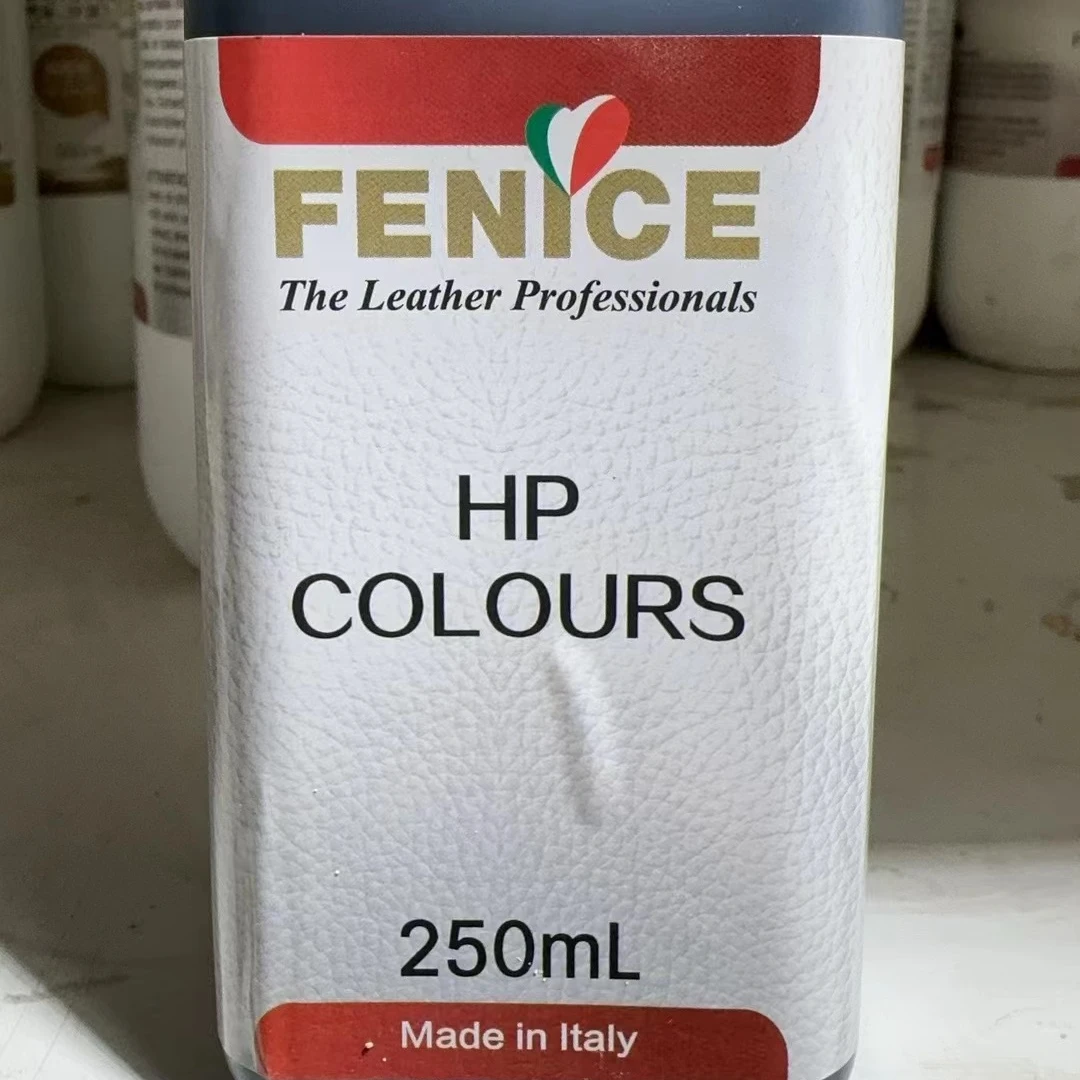 FENICE
The Leather Professionals
HP
COLOURS
250mL
Made in Italy